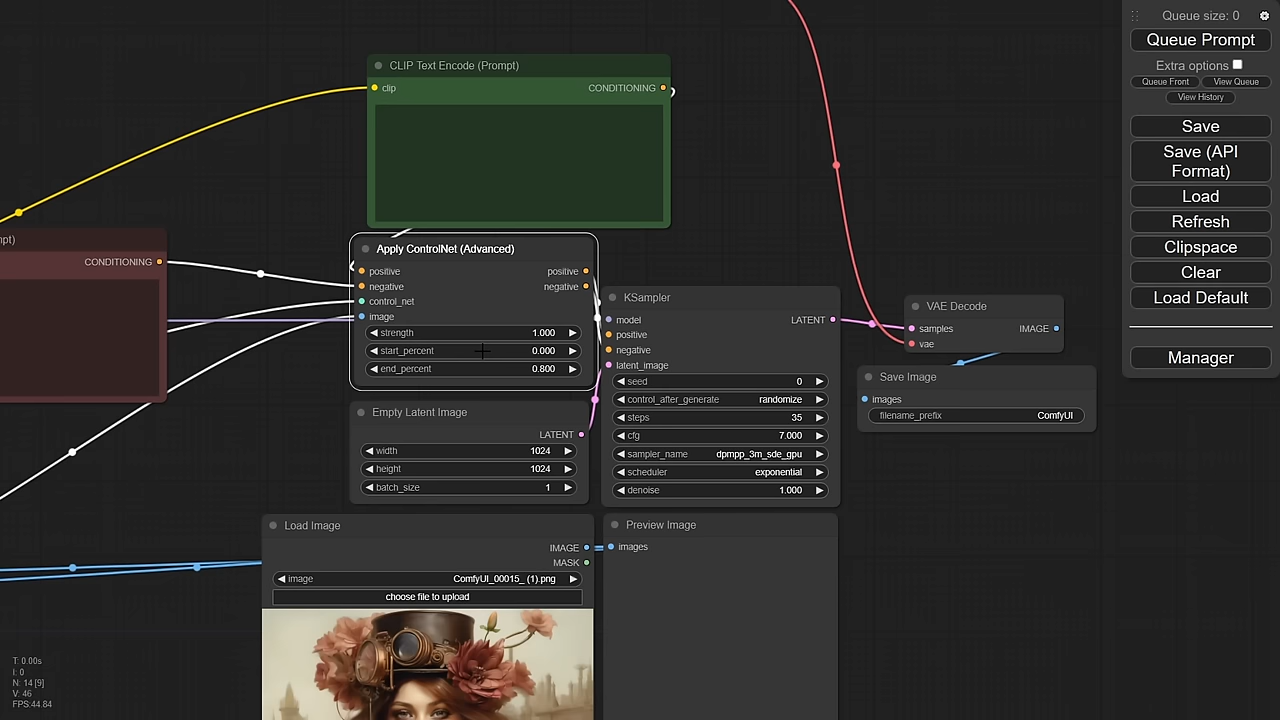 CLIP Text Encode (Prompt)
clip
CONDITIONING
pt)
CONDITIONING
Apply ControlNet (Advanced)
positive
positive
negative
negative
control_net
image
strength 1.000
start_percent 0.000
end_percent 0.800
Empty Latent Image
LATENT
width 1024
height 1024
batch_size 1
KSampler
model
LATENT
positive
negative
latent_image
seed 0
control_after_generate randomize
steps 35
cfg 7.000
sampler_name dpmpp_3m_sde_gpu
scheduler exponential
denoise 1.000
VAE Decode
samples
IMAGE
vae
Save Image
images
filename_prefix ComfyUI
Load Image
IMAGE
MASK
image ComfyUI_00015_ (1).png
choose file to upload
Preview Image
images
Queue size: 0
Queue Prompt
Extra options
Queue Front
View Queue
View History
Save
Save (API
Format)
Load
Refresh
Clipspace
Clear
Load Default
Manager
T: 0.00s
I: 0
N: 14 [9]
V: 46
FPS:44.84